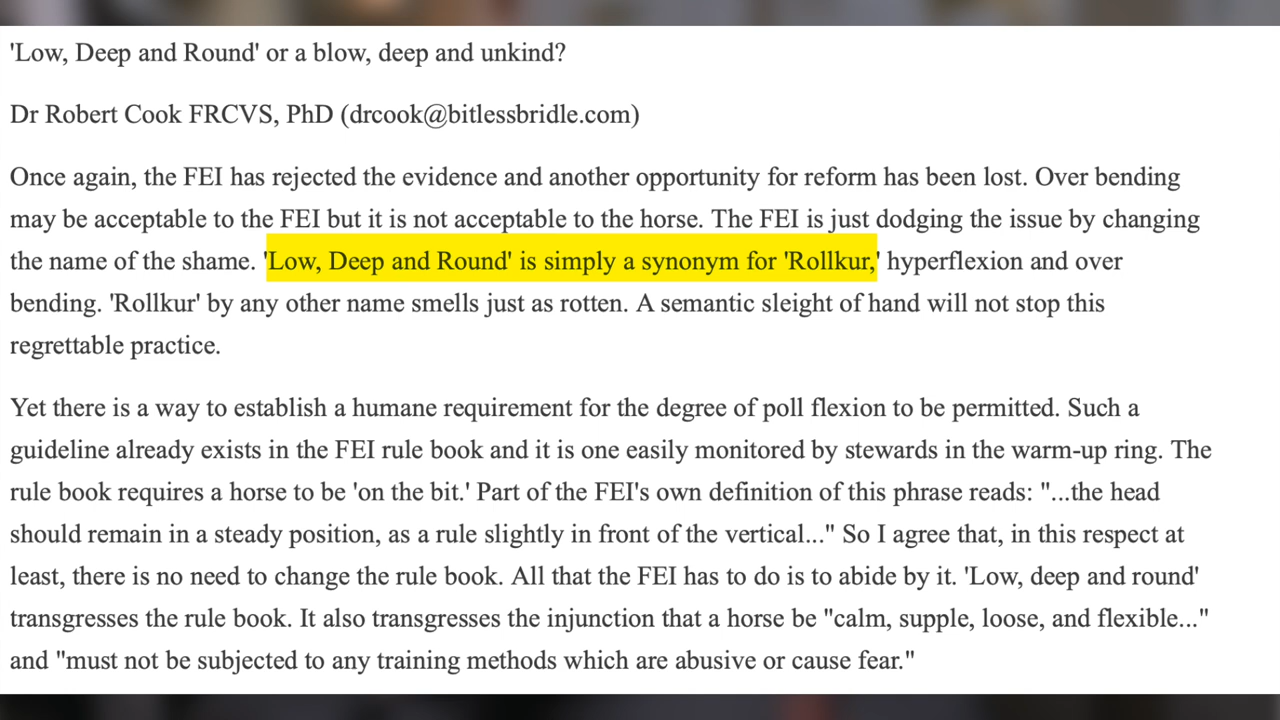 'Low, Deep and Round' or a blow, deep and unkind?
Dr Robert Cook FRCVS, PhD (drcook@bitlessbridle.com)
Once again, the FEI has rejected the evidence and another opportunity for reform has been lost. Over bending
may be acceptable to the FEI but it is not acceptable to the horse. The FEI is just dodging the issue by changing
the name of the shame. 'Low, Deep and Round' is simply a synonym for 'Rollkur,' hyperflexion and over
bending. 'Rollkur' by any other name smells just as rotten. A semantic sleight of hand will not stop this
regrettable practice.
Yet there is a way to establish a humane requirement for the degree of poll flexion to be permitted. Such a
guideline already exists in the FEI rule book and it is one easily monitored by stewards in the warm-up ring. The
rule book requires a horse to be 'on the bit.' Part of the FEI's own definition of this phrase reads: "...the head
should remain in a steady position, as a rule slightly in front of the vertical..." So I agree that, in this respect at
least, there is no need to change the rule book. All that the FEI has to do is to abide by it. 'Low, deep and round'
transgresses the rule book. It also transgresses the injunction that a horse be "calm, supple, loose, and flexible..."
and "must not be subjected to any training methods which are abusive or cause fear."